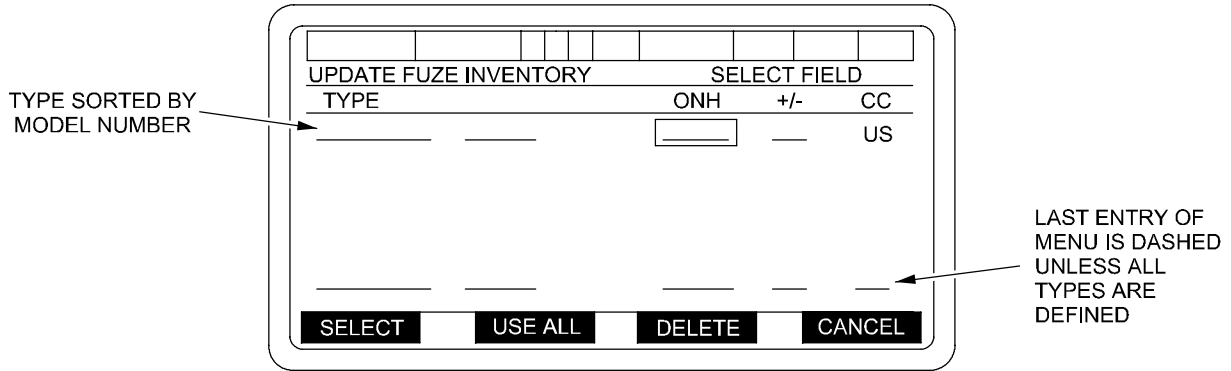 UPDATE FUZE INVENTORY SELECT FIELD
TYPE ONH +/- CC
TYPE SORTED BY
MODEL NUMBER
US
LAST ENTRY OF
MENU IS DASHED
UNLESS ALL
TYPES ARE
DEFINED
SELECT USE ALL DELETE CANCEL